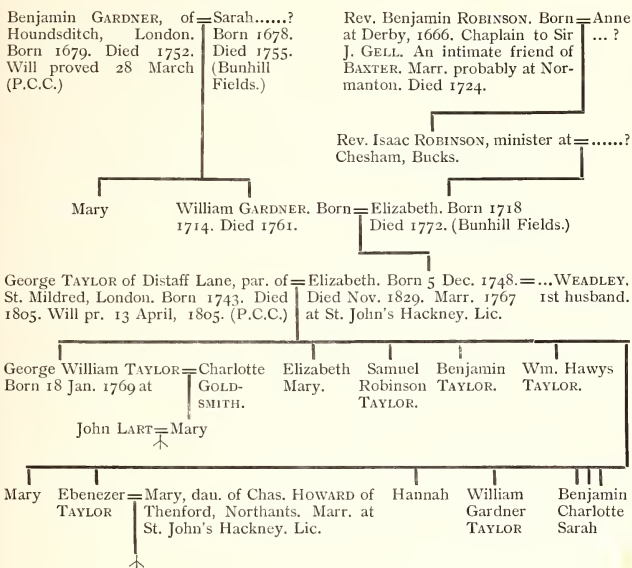 Benjamin GARDNER, of = Sarah......?
Houndsditch, London. Born 1678.
Born 1679. Died 1752. Died 1755.
Will proved 28 March (Bunhill
(P.C.C.) Fields.)
Rev. Benjamin ROBINSON. Born = Anne
at Derby, 1666. Chaplain to Sir ... ?
J. GELL. An intimate friend of
BAXTER. Marr. probably at Nor-
manton. Died 1724.
Rev. Isaac ROBINSON, minister at = ......?
Chesham, Bucks.
Mary
William GARDNER. Born = Elizabeth. Born 1718
1714. Died 1761. Died 1772. (Bunhill Fields.)
George TAYLOR of Distaff Lane, par. of = Elizabeth. Born 5 Dec. 1748. = ...WEADLEY,
St. Mildred, London. Born 1743. Died Died Nov. 1829. Marr. 1767 1st husband.
1805. Will pr. 13 April, 1805. (P.C.C.) at St. John's Hackney. Lic.
George William TAYLOR = Charlotte
Born 18 Jan. 1769 at GOLD-
SMITH.
Elizabeth
Mary.
Samuel
Robinson
TAYLOR.
Benjamin
TAYLOR.
Wm. Hawys
TAYLOR.
John LART = Mary
Mary
Ebenezer = Mary, dau. of Chas. HOWARD of
TAYLOR Thenford, Northants. Marr. at
St. John's Hackney. Lic.
Hannah
William
Gardner
TAYLOR
Benjamin
Charlotte
Sarah